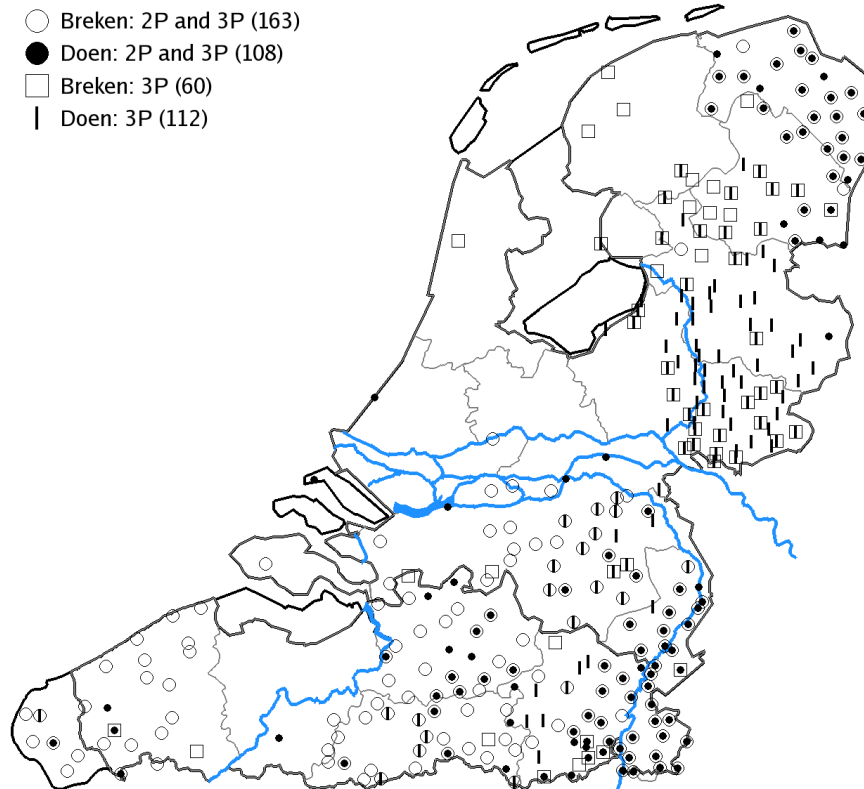 Breken: 2P and 3P (163)
Doen: 2P and 3P (108)
Breken: 3P (60)
Doen: 3P (112)